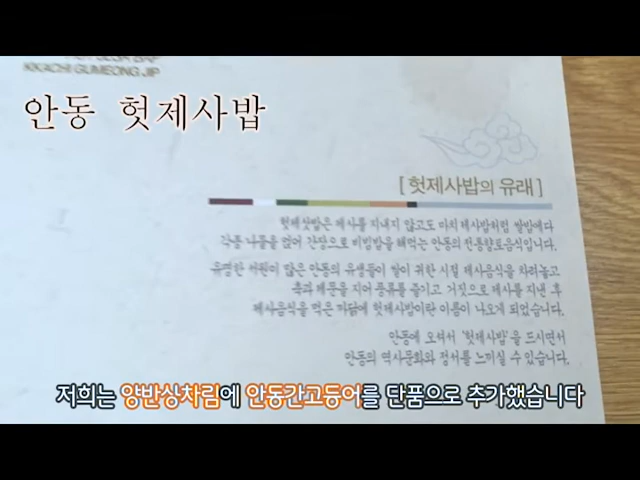 KKACHI GUMEONG JIP
안동 헛제사밥
[헛제사밥의 유래]
헛제삿밥은 제사를 지내지 않고도 마치 제사밥처럼 쌀밥에다
각종 나물을 얹어 간장으로 비빔밥을 해먹는 안동의 전통향토음식입니다.
유명한 서원이 많은 안동의 유생들이 쌀이 귀한 시절 제사음식을 차려놓고
축과 제문을 지어 풍류를 즐기고 거짓으로 제사를 지낸 후
제사음식을 먹은 까닭에 헛제사밥이란 이름이 나오게 되었습니다.
안동에 오셔서 '헛제사밥'을 드시면서
안동의 역사문화와 정서를 느끼실 수 있습니다.
저희는 양반상차림에 안동간고등어를 단품으로 추가했습니다